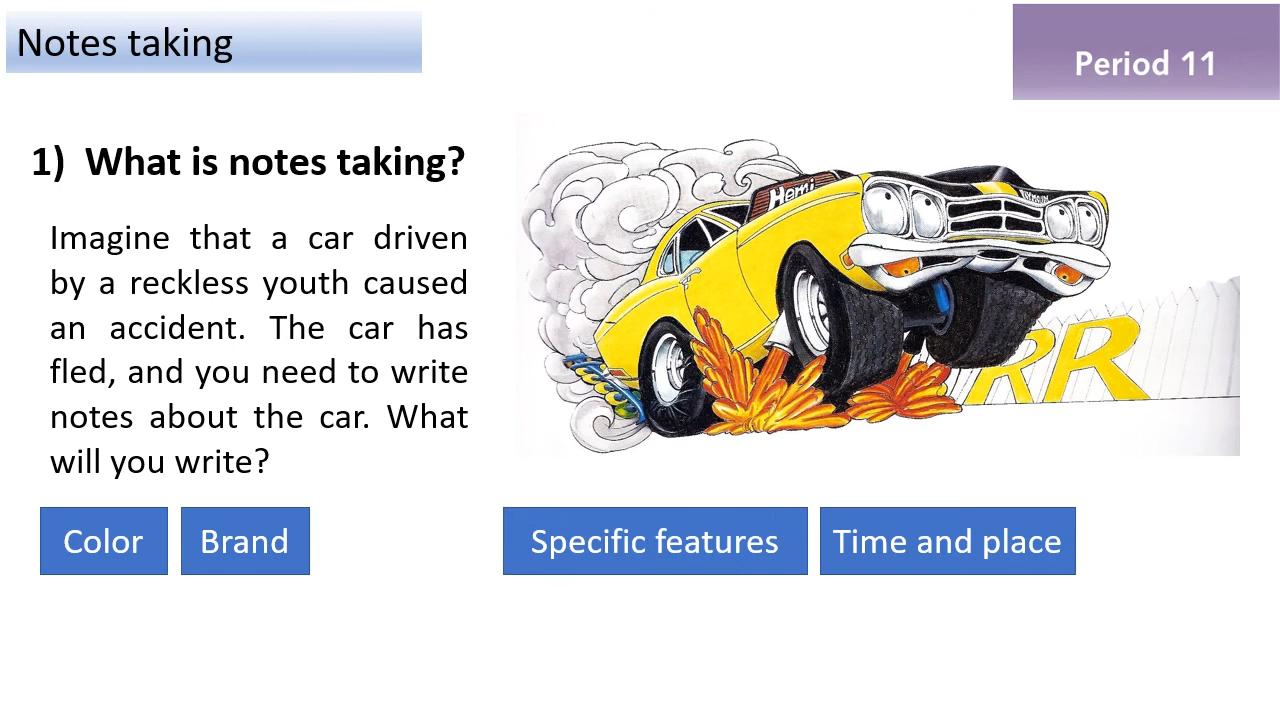 Notes taking
Period 11
1) What is notes taking?
Imagine that a car driven
by a reckless youth caused
an accident. The car has
fled, and you need to write
notes about the car. What
will you write?
Hemi
RR
Color
Brand
Specific features
Time and place